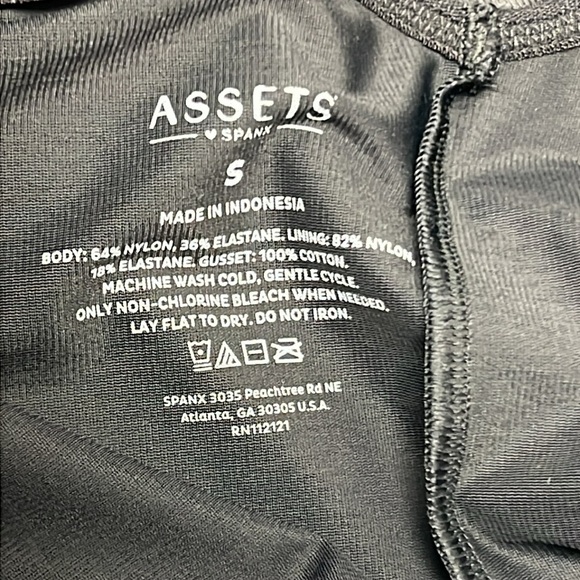 ASSETS
♥ SPANX
S
MADE IN INDONESIA
BODY: 64% NYLON, 36% ELASTANE. LINING: 82% NYLON,
18% ELASTANE. GUSSET: 100% COTTON.
MACHINE WASH COLD, GENTLE CYCLE.
ONLY NON-CHLORINE BLEACH WHEN NEEDED.
LAY FLAT TO DRY. DO NOT IRON.
SPANX 3035 Peachtree Rd NE
Atlanta, GA 30305 U.S.A.
RN112121